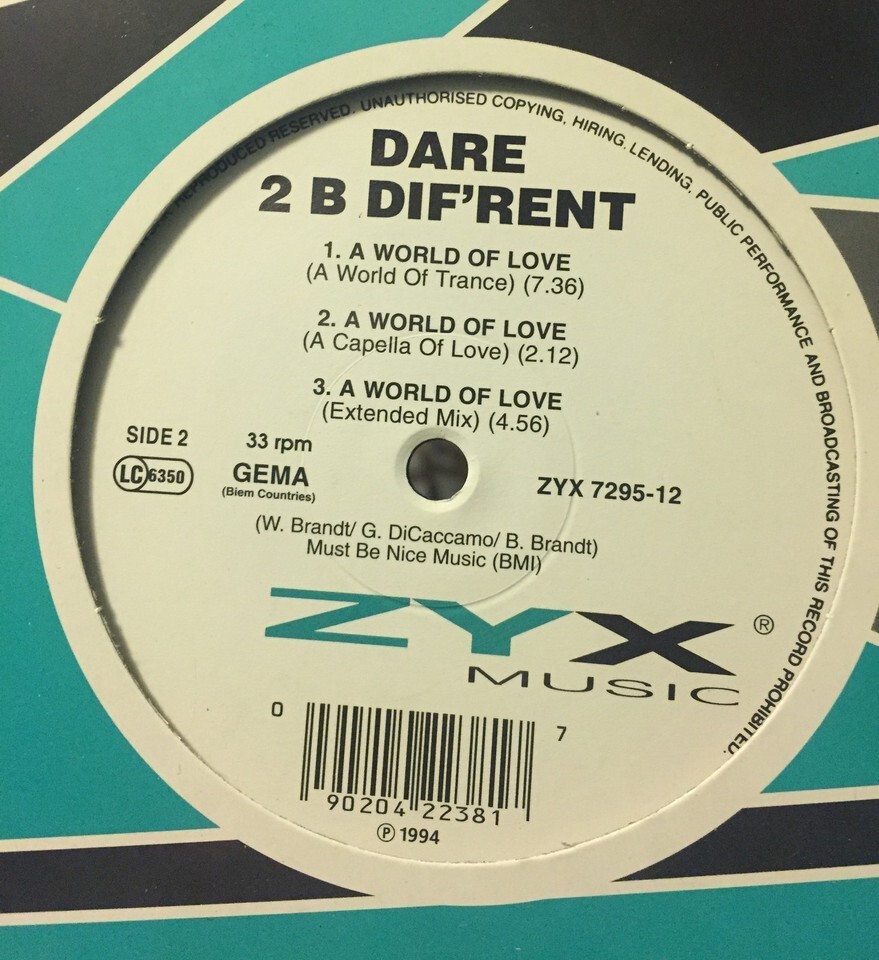 REPRODUCED RESERVED. UNAUTHORISED COPYING, HIRING, LENDING, PUBLIC PERFORMANCE AND BROADCASTING OF THIS RECORD PROHIBITED.
DARE
2 B DIF'RENT
1. A WORLD OF LOVE
(A World Of Trance) (7.36)
2. A WORLD OF LOVE
(A Capella Of Love) (2.12)
3. A WORLD OF LOVE
(Extended Mix) (4.56)
SIDE 2 33 rpm
LC 6350 GEMA ZYX 7295-12
(Biem Countries)
(W. Brandt/ G. DiCaccamo/ B. Brandt)
Must Be Nice Music (BMI)
ZYX ®
MUSIC
0 90204 22381 7
℗ 1994